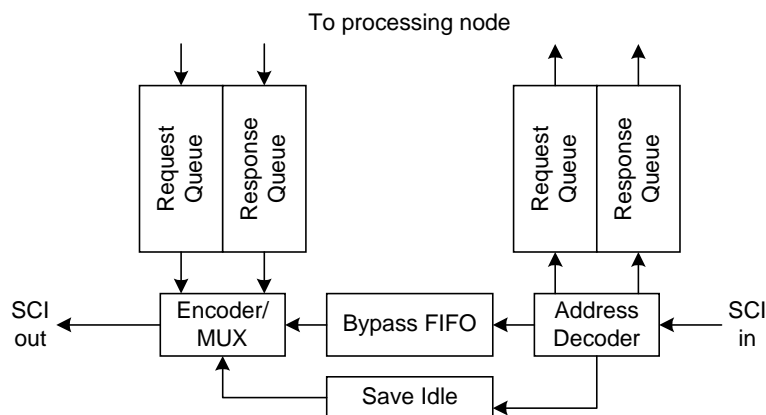 To processing node
Request
Queue
Response
Queue
Request
Queue
Response
Queue
SCI
out
Encoder/
MUX
Bypass FIFO
Address
Decoder
SCI
in
Save Idle